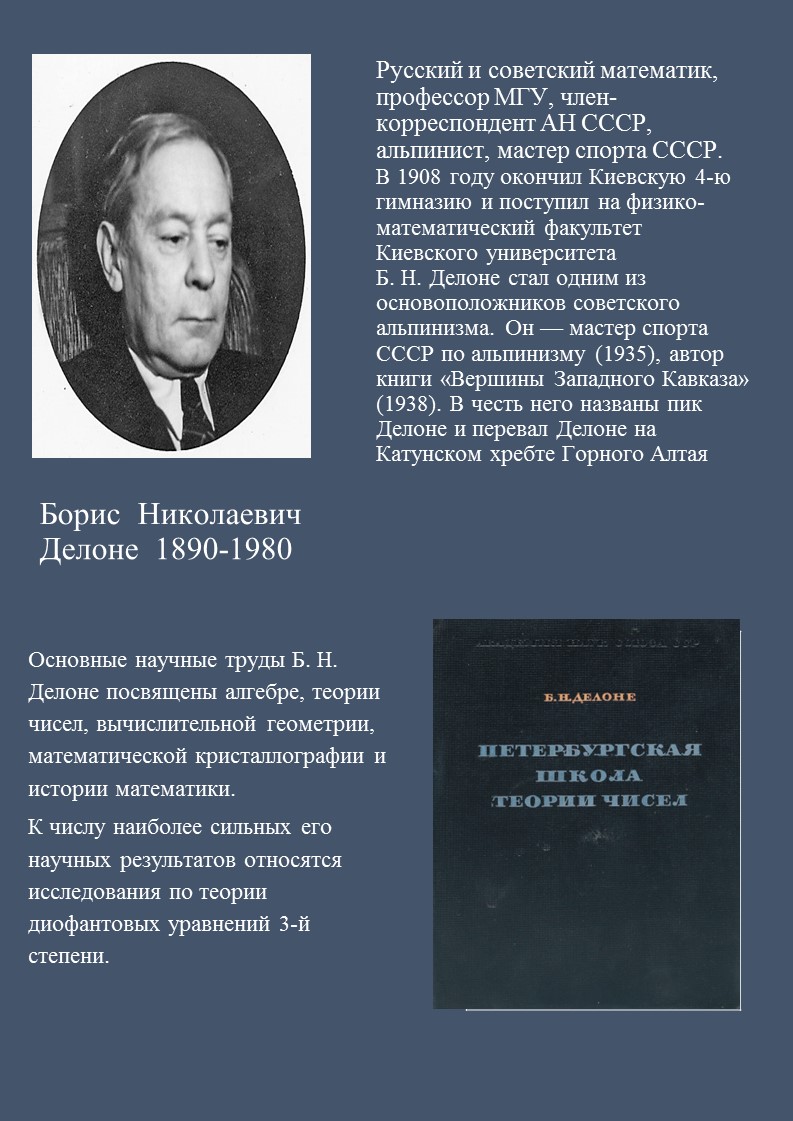 Русский и советский математик,
профессор МГУ, член-
корреспондент АН СССР,
альпинист, мастер спорта СССР.
В 1908 году окончил Киевскую 4-ю
гимназию и поступил на физико-
математический факультет
Киевского университета
Б. Н. Делоне стал одним из
основоположников советского
альпинизма. Он — мастер спорта
СССР по альпинизму (1935), автор
книги «Вершины Западного Кавказа»
(1938). В честь него названы пик
Делоне и перевал Делоне на
Катунском хребте Горного Алтая
Борис Николаевич
Делоне 1890-1980
Основные научные труды Б. Н.
Делоне посвящены алгебре, теории
чисел, вычислительной геометрии,
математической кристаллографии и
истории математики.
К числу наиболее сильных его
научных результатов относятся
исследования по теории
диофантовых уравнений 3-й
степени.
АКАДЕМИЯ НАУК СОЮЗА ССР
Б.Н.ДЕЛОНЕ
ПЕТЕРБУРГСКАЯ
ШКОЛА
ТЕОРИИ ЧИСЕЛ